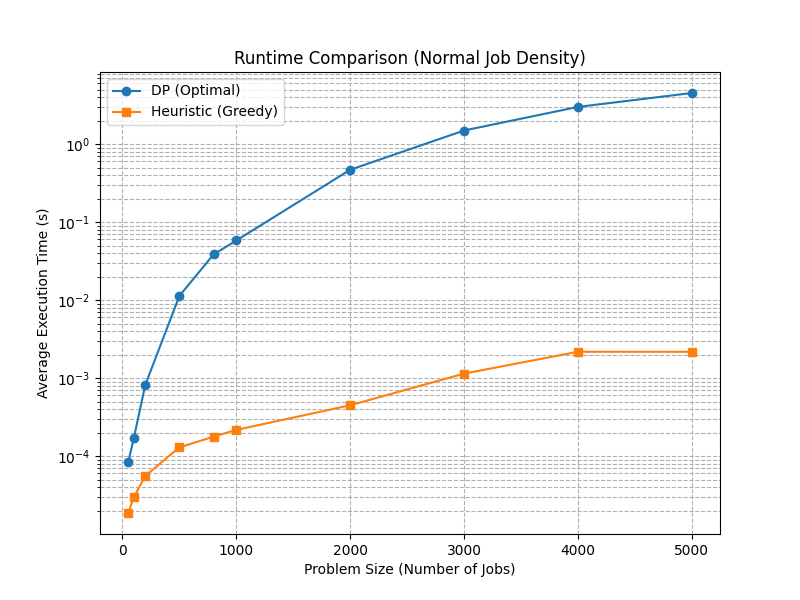 Runtime Comparison (Normal Job Density)
DP (Optimal)
Heuristic (Greedy)
Average Execution Time (s)
10⁰
10⁻¹
10⁻²
10⁻³
10⁻⁴
0 1000 2000 3000 4000 5000
Problem Size (Number of Jobs)